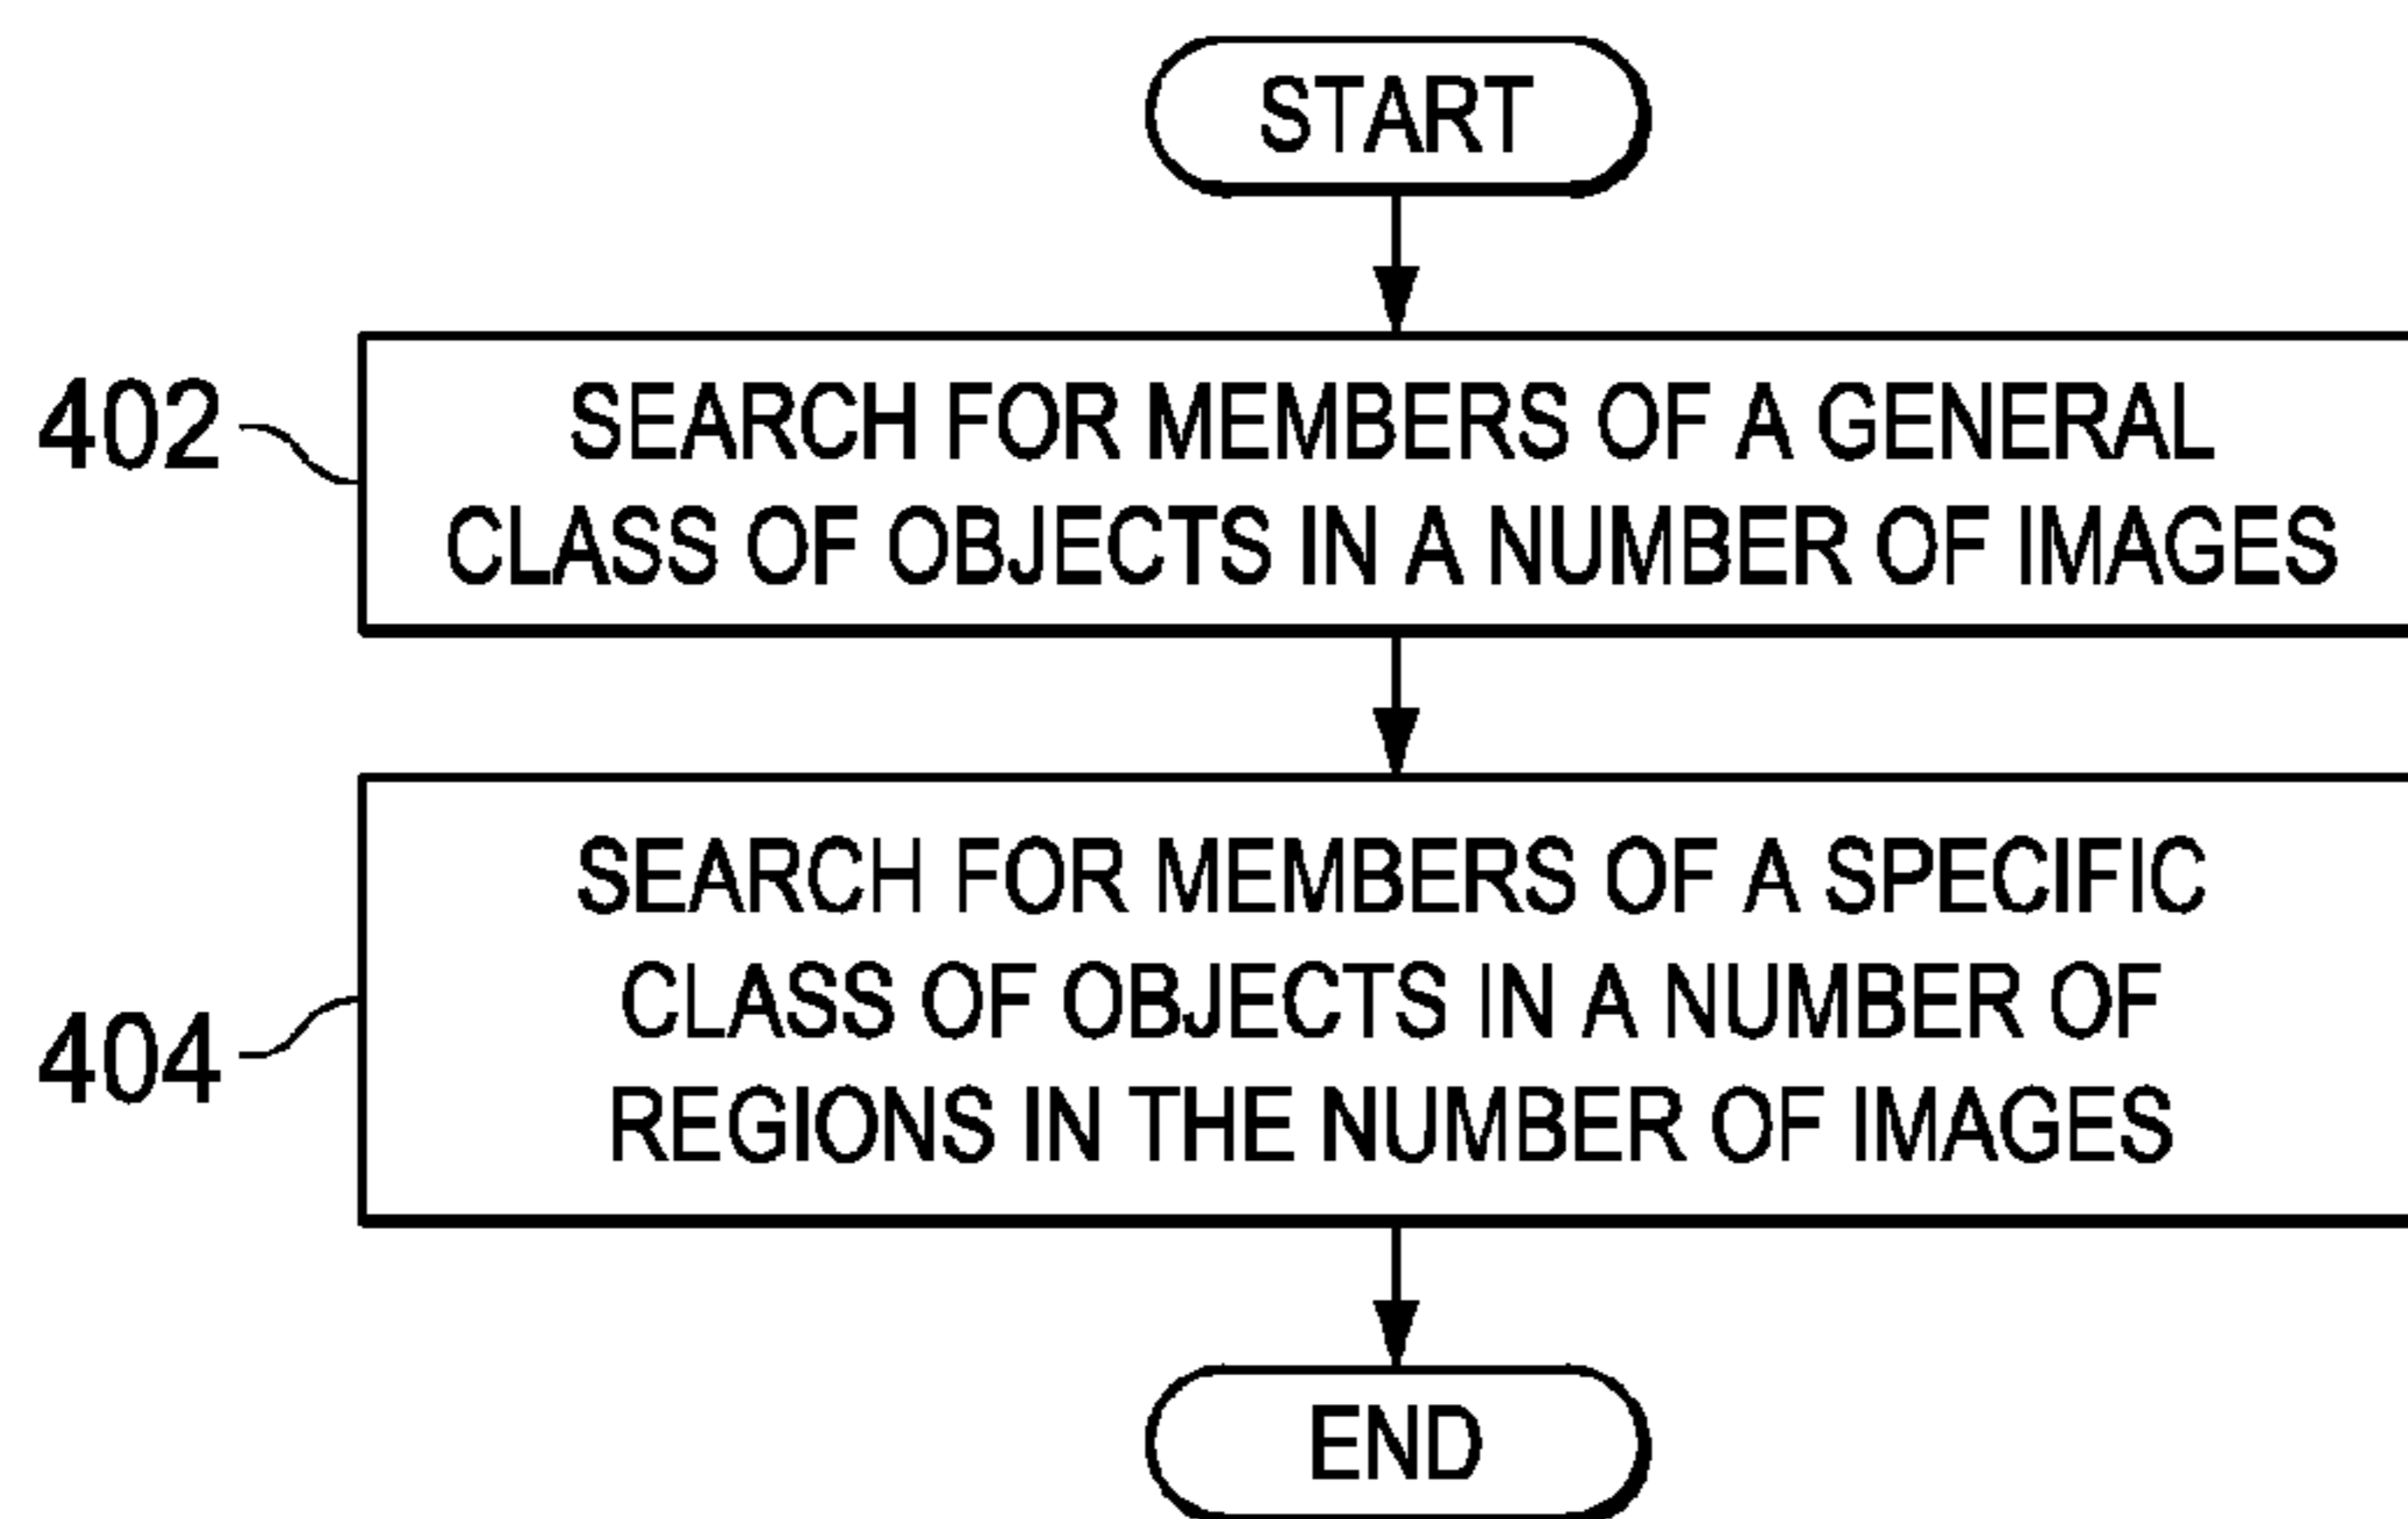 START
402
SEARCH FOR MEMBERS OF A GENERAL
CLASS OF OBJECTS IN A NUMBER OF IMAGES
404
SEARCH FOR MEMBERS OF A SPECIFIC
CLASS OF OBJECTS IN A NUMBER OF
REGIONS IN THE NUMBER OF IMAGES
END